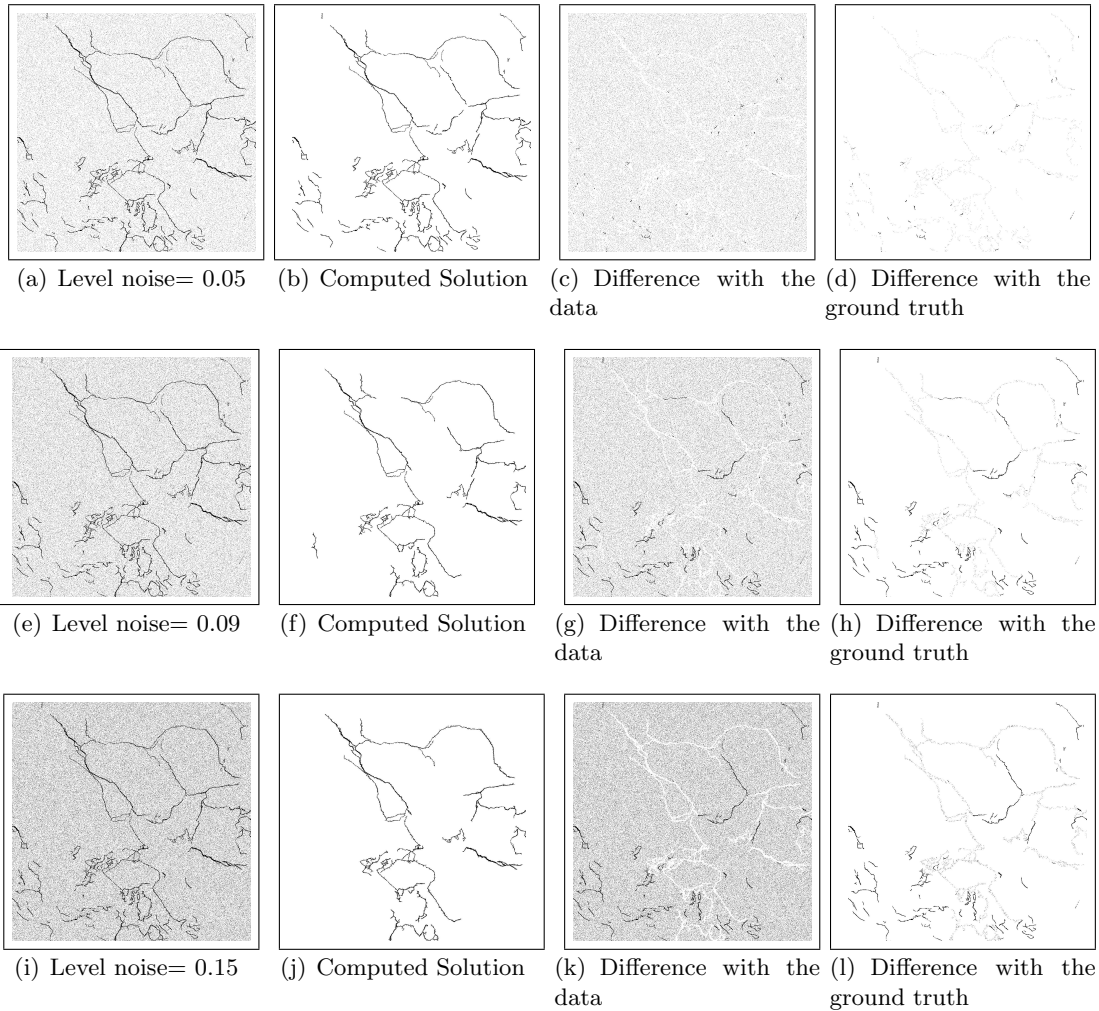 (a) Level noise= 0.05
(b) Computed Solution
(c) Difference with the
data
(d) Difference with the
ground truth
(e) Level noise= 0.09
(f) Computed Solution
(g) Difference with the
data
(h) Difference with the
ground truth
(i) Level noise= 0.15
(j) Computed Solution
(k) Difference with the
data
(l) Difference with the
ground truth